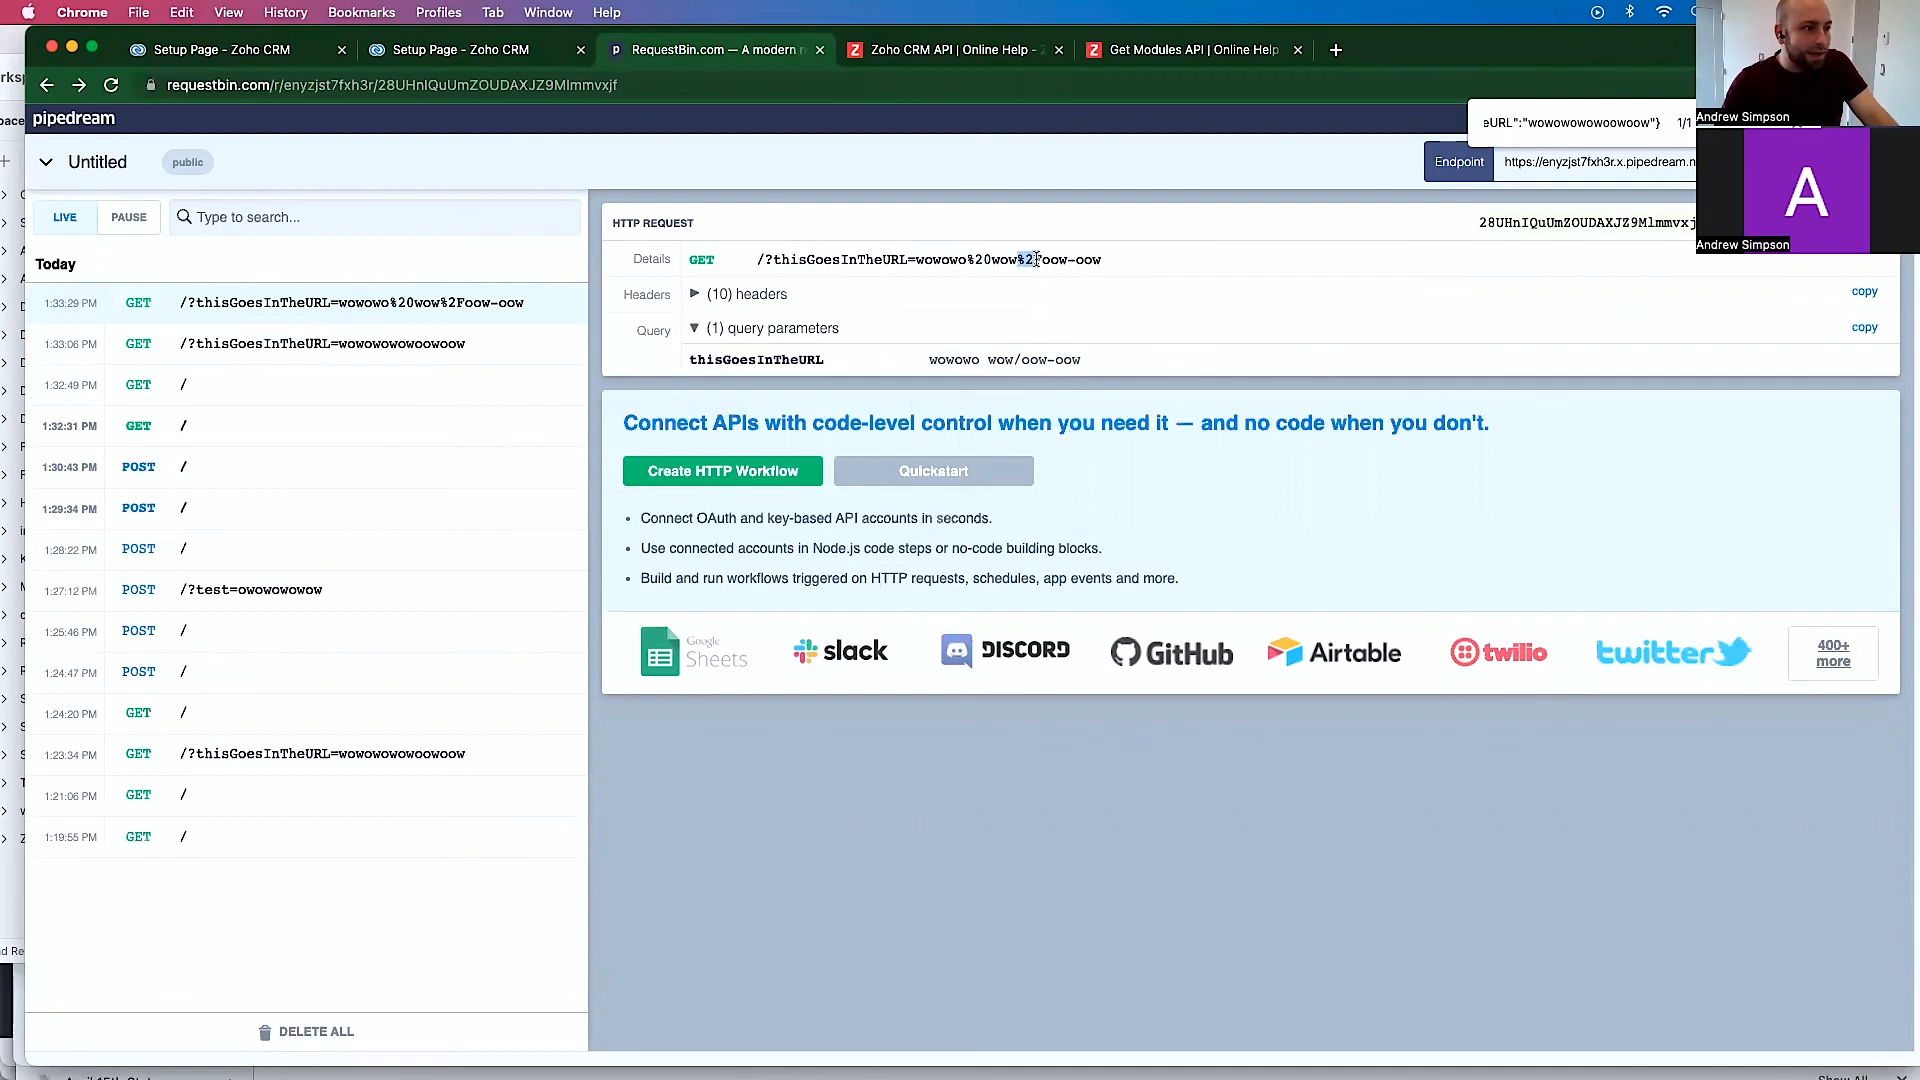 Chrome File Edit View History Bookmarks Profiles Tab Window Help
Setup Page - Zoho CRM
Setup Page - Zoho CRM
RequestBin.com — A modern r
Zoho CRM API | Online Help -
Get Modules API | Online Help
requestbin.com/r/enyzjst7fxh3r/28UHnIQuUmZOUDAXJZ9Mlmmvxjf
pipedream
eURL":"wowowowowoowoow"} 1/1
Andrew Simpson
A
Andrew Simpson
Untitled public
Endpoint https://enyzjst7fxh3r.x.pipedream.n
LIVE PAUSE Type to search...
Today
1:33:29 PM GET /?thisGoesInTheURL=wowowo%20wow%2Foow-oow
1:33:06 PM GET /?thisGoesInTheURL=wowowowowoowoow
1:32:49 PM GET /
1:32:31 PM GET /
1:30:43 PM POST /
1:29:34 PM POST /
1:28:22 PM POST /
1:27:12 PM POST /?test=owowowowow
1:25:46 PM POST /
1:24:47 PM POST /
1:24:20 PM GET /
1:23:34 PM GET /?thisGoesInTheURL=wowowowowoowoow
1:21:06 PM GET /
1:19:55 PM GET /
DELETE ALL
HTTP REQUEST 28UHnIQuUmZOUDAXJZ9Mlmmvxj
Details GET /?thisGoesInTheURL=wowowo%20wow%2Foow-oow
Headers (10) headers copy
Query (1) query parameters copy
thisGoesInTheURL wowowo wow/oow-oow
Connect APIs with code-level control when you need it — and no code when you don't.
Create HTTP Workflow Quickstart
• Connect OAuth and key-based API accounts in seconds.
• Use connected accounts in Node.js code steps or no-code building blocks.
• Build and run workflows triggered on HTTP requests, schedules, app events and more.
Google Sheets slack DISCORD GitHub Airtable twilio twitter 400+ more